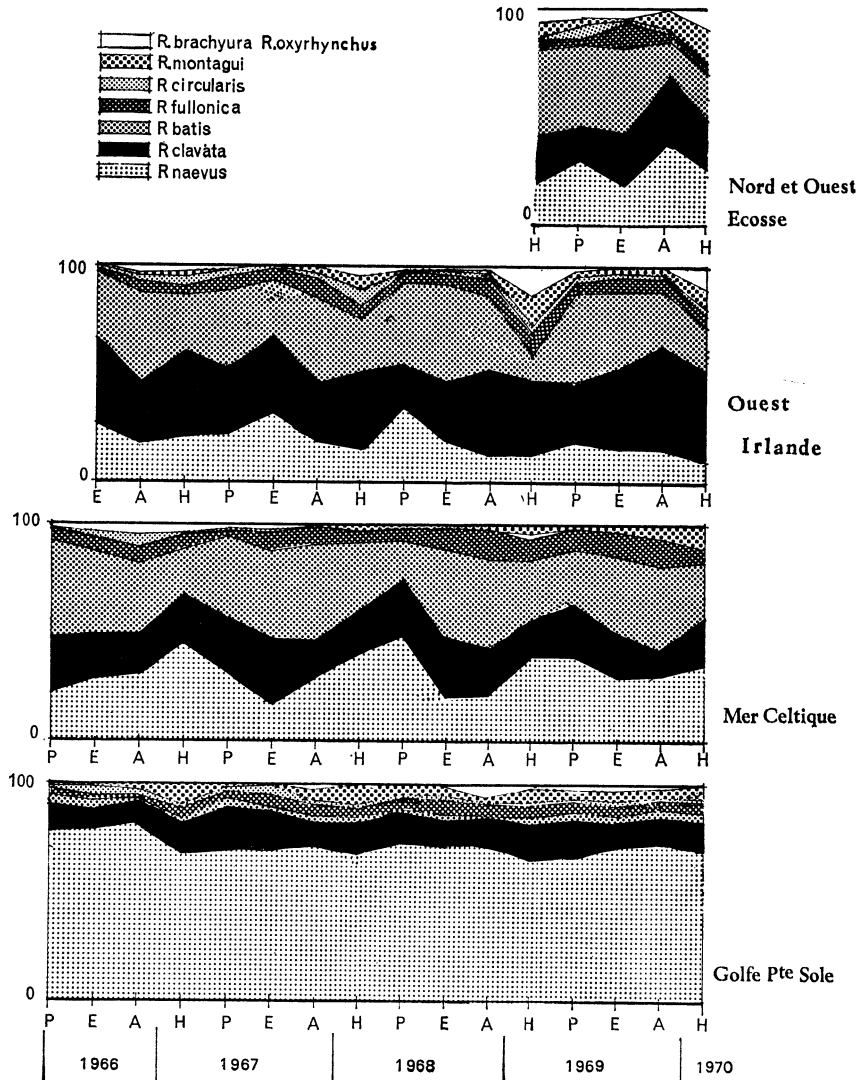 R.brachyura R.oxyrhynchus
R.montagui
R circularis
R fullonica
R batis
R clavata
R naevus
100
0
H P E A H
Nord et Ouest
Ecosse
100
0
E A H P E A H P E A H P E A H
Ouest
Irlande
100
0
P E A H P E A H P E A H P E A H
Mer Celtique
100
0
P E A H P E A H P E A H P E A H
Golfe Pte Sole
1966 1967 1968 1969 1970